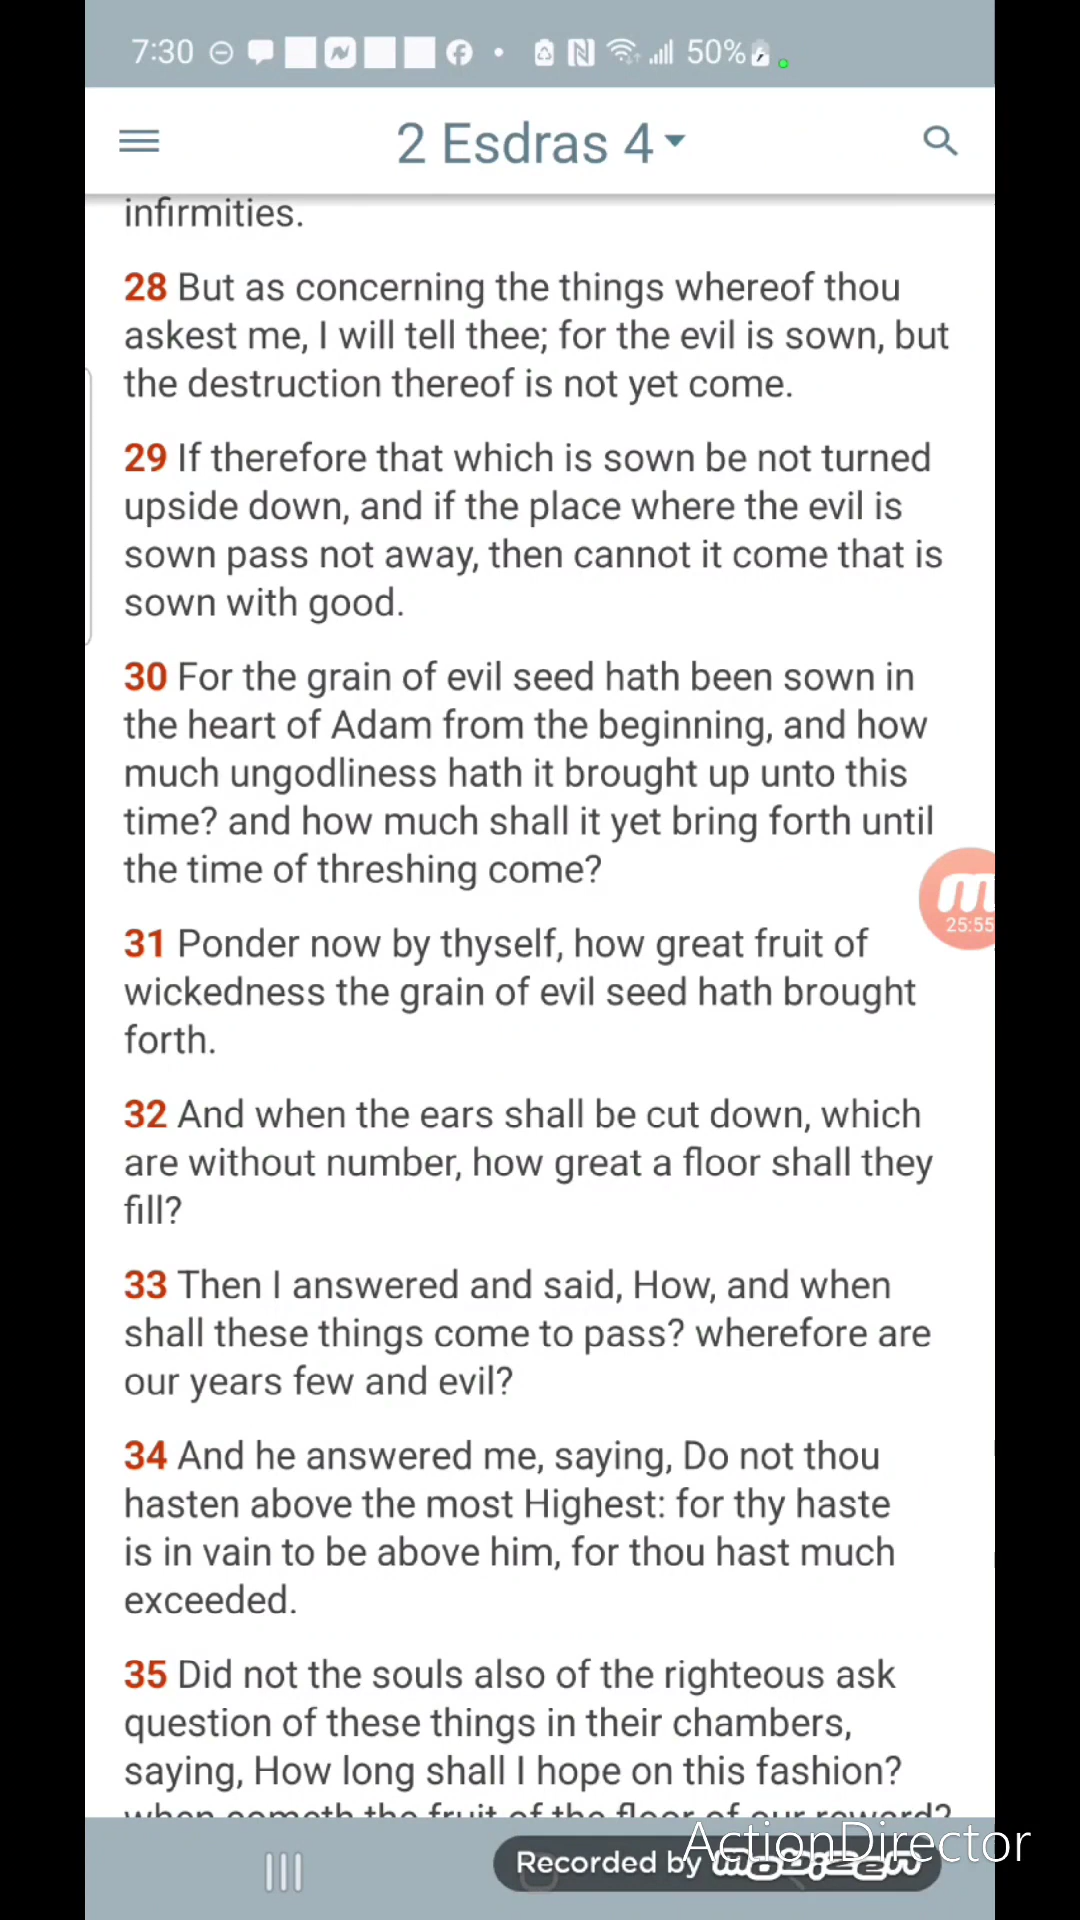 7:30 50%
2 Esdras 4
infirmities.
28 But as concerning the things whereof thou
askest me, I will tell thee; for the evil is sown, but
the destruction thereof is not yet come.
29 If therefore that which is sown be not turned
upside down, and if the place where the evil is
sown pass not away, then cannot it come that is
sown with good.
30 For the grain of evil seed hath been sown in
the heart of Adam from the beginning, and how
much ungodliness hath it brought up unto this
time? and how much shall it yet bring forth until
the time of threshing come?
25:55
31 Ponder now by thyself, how great fruit of
wickedness the grain of evil seed hath brought
forth.
32 And when the ears shall be cut down, which
are without number, how great a floor shall they
fill?
33 Then I answered and said, How, and when
shall these things come to pass? wherefore are
our years few and evil?
34 And he answered me, saying, Do not thou
hasten above the most Highest: for thy haste
is in vain to be above him, for thou hast much
exceeded.
35 Did not the souls also of the righteous ask
question of these things in their chambers,
saying, How long shall I hope on this fashion?
when cometh the fruit of the floor of our reward?
ActionDirector
Recorded by MOBIZEN